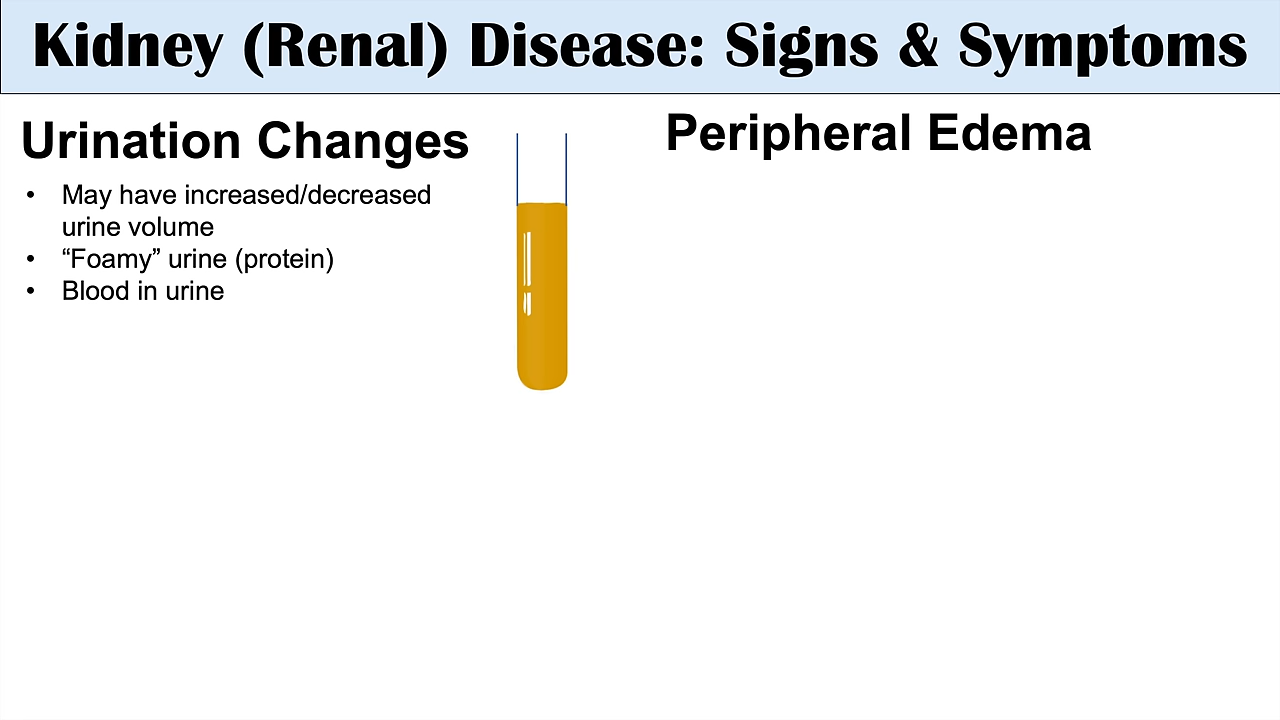 Kidney (Renal) Disease: Signs & Symptoms
Urination Changes
• May have increased/decreased
urine volume
• “Foamy” urine (protein)
• Blood in urine
Peripheral Edema